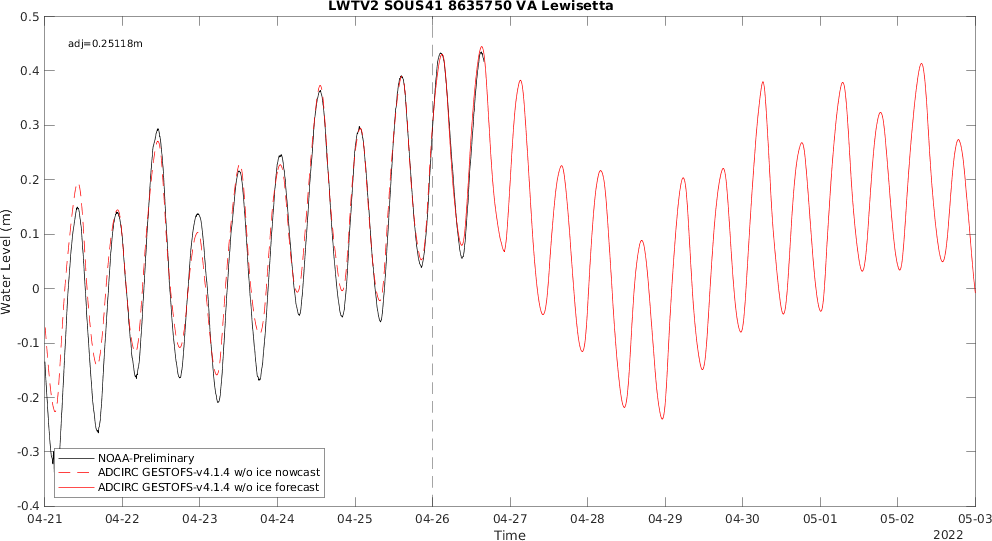 LWTV2 SOUS41 8635750 VA Lewisetta
adj=0.25118m
Water Level (m)
0.5
0.4
0.3
0.2
0.1
0
-0.1
-0.2
-0.3
-0.4
NOAA-Preliminary
ADCIRC GESTOFS-v4.1.4 w/o ice nowcast
ADCIRC GESTOFS-v4.1.4 w/o ice forecast
04-21 04-22 04-23 04-24 04-25 04-26 04-27 04-28 04-29 04-30 05-01 05-02 05-03
Time
2022